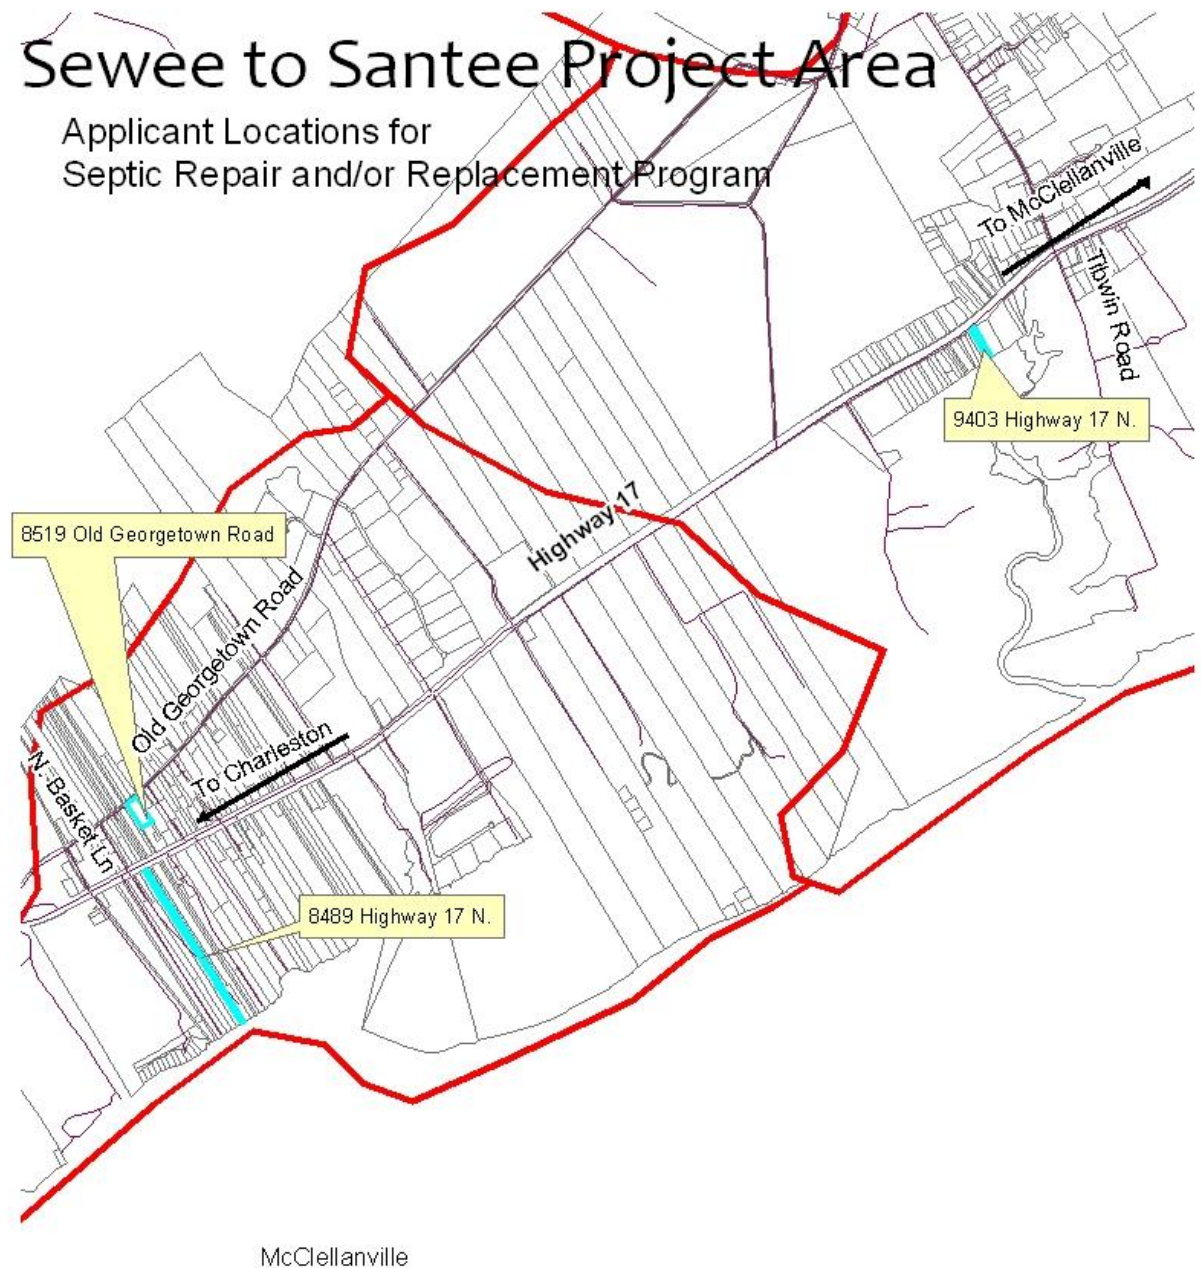 Sewee to Santee Project Area
Applicant Locations for
Septic Repair and/or Replacement Program
To McClellanville
Tibwin Road
9403 Highway 17 N.
Highway 17
8519 Old Georgetown Road
Old Georgetown Road
To Charleston
N. Basket Ln
8489 Highway 17 N.
McClellanville